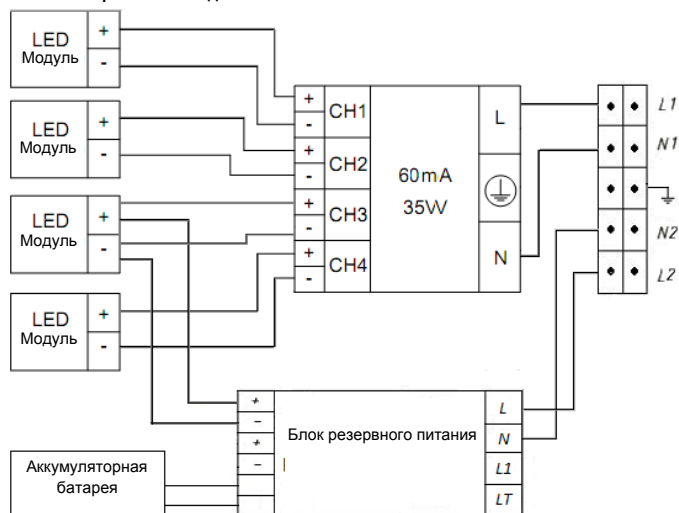 LED
Модуль
+
-
LED
Модуль
+
-
LED
Модуль
+
-
LED
Модуль
+
-
+
-
CH1
+
-
CH2
+
-
CH3
+
-
CH4
60mA
35W
L
N
L1
N1
N2
L2
+
-
+
-
Блок резервного питания
L
N
L1
LT
Аккумуляторная
батарея